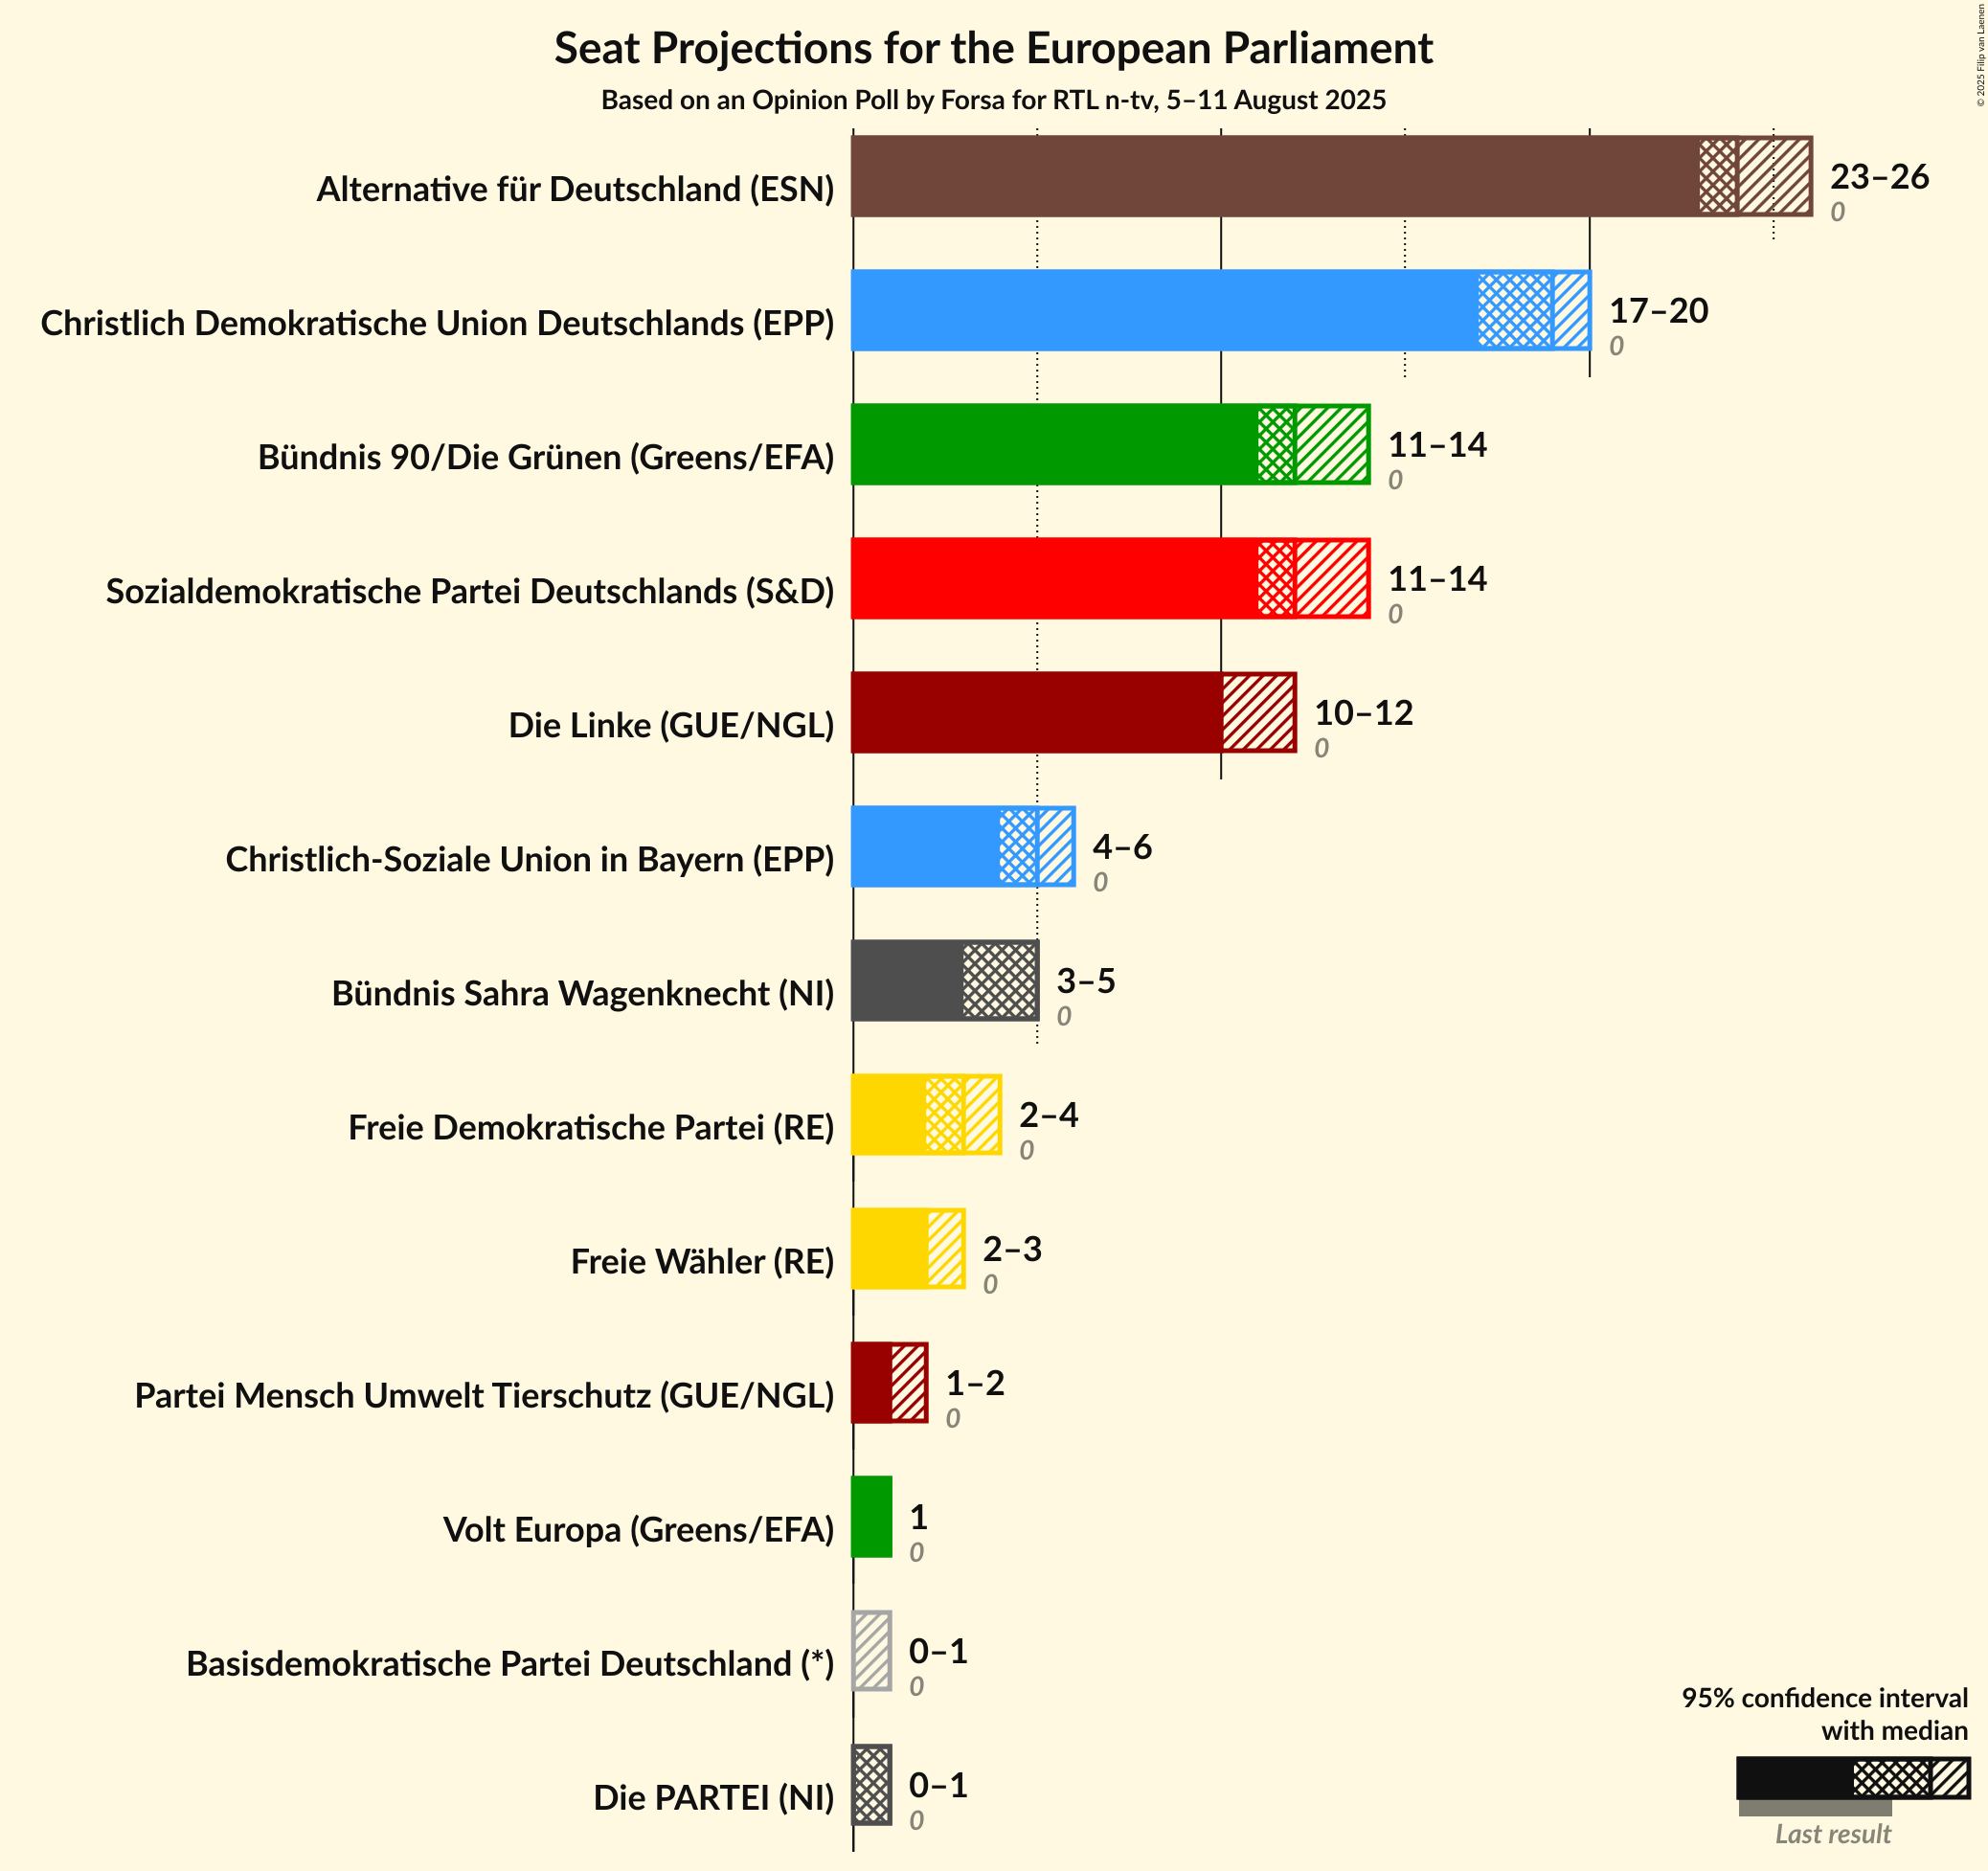 Seat Projections for the European Parliament
Based on an Opinion Poll by Forsa for RTL n-tv, 5–11 August 2025
© 2025 Filip van Laenen
Alternative für Deutschland (ESN)
23–26
0
Christlich Demokratische Union Deutschlands (EPP)
17–20
0
Bündnis 90/Die Grünen (Greens/EFA)
11–14
0
Sozialdemokratische Partei Deutschlands (S&D)
11–14
0
Die Linke (GUE/NGL)
10–12
0
Christlich-Soziale Union in Bayern (EPP)
4–6
0
Bündnis Sahra Wagenknecht (NI)
3–5
0
Freie Demokratische Partei (RE)
2–4
0
Freie Wähler (RE)
2–3
0
Partei Mensch Umwelt Tierschutz (GUE/NGL)
1–2
0
Volt Europa (Greens/EFA)
1
0
Basisdemokratische Partei Deutschland (*)
0–1
0
Die PARTEI (NI)
0–1
0
95% confidence interval
with median
Last result